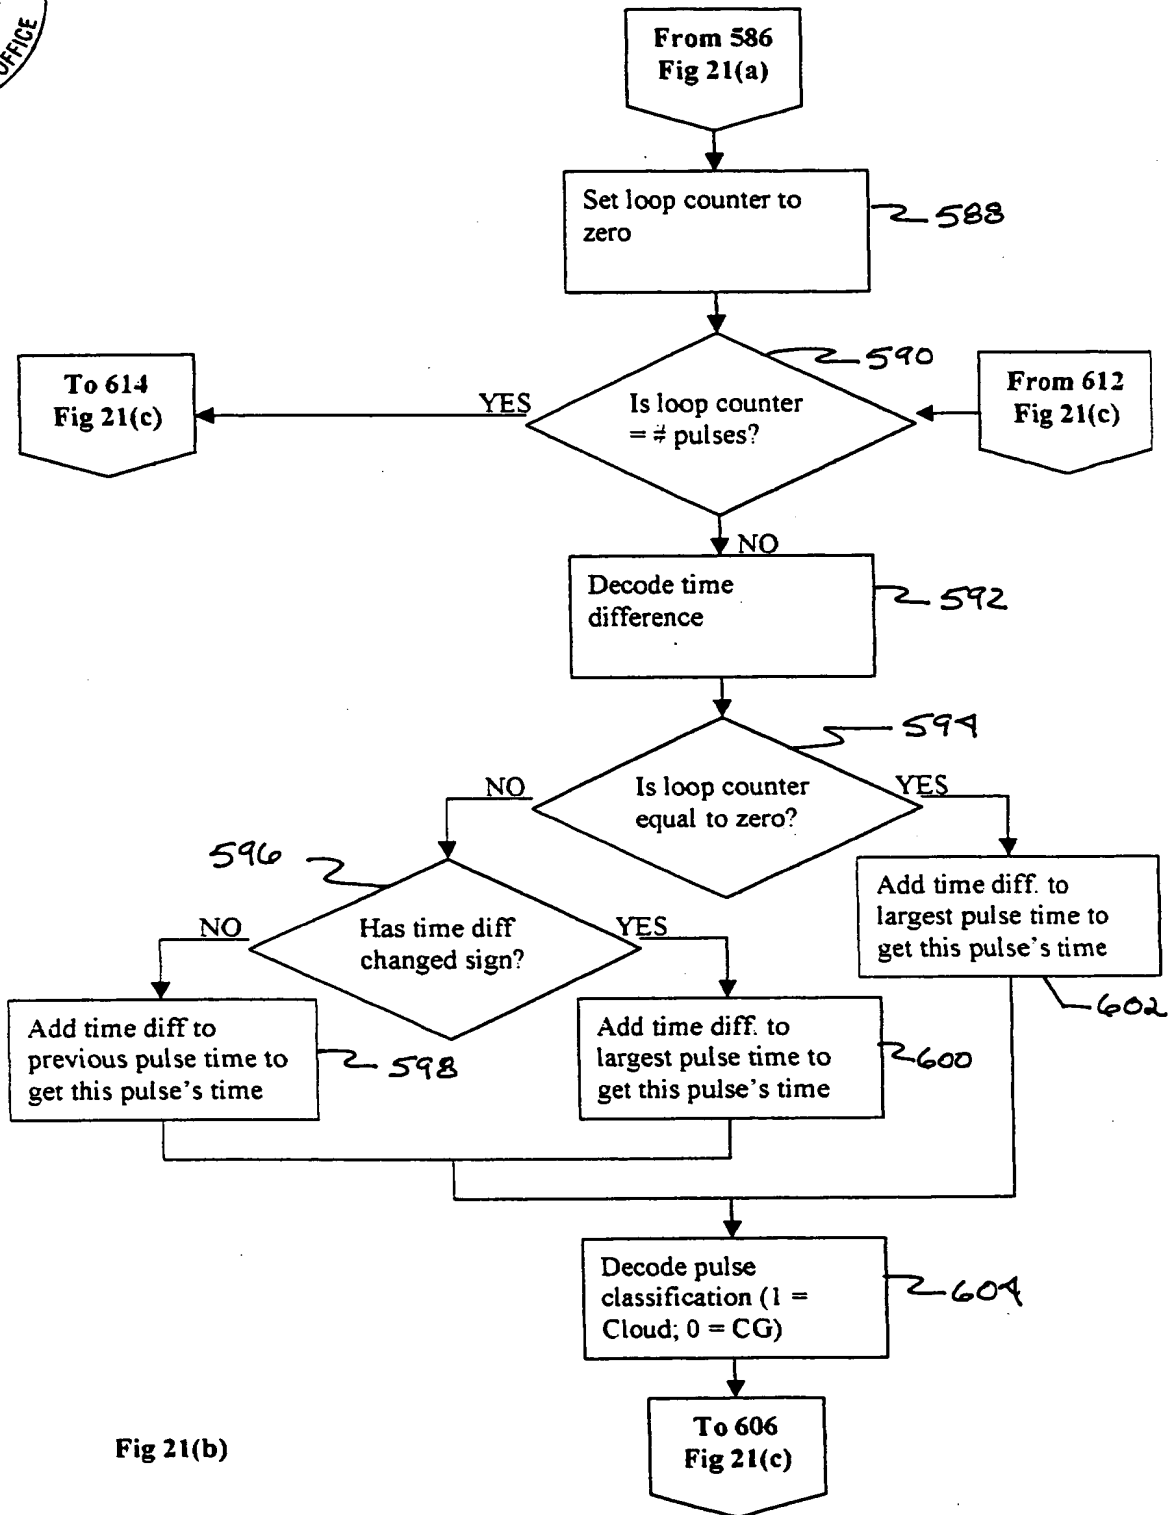 OFFICE
From 586
Fig 21(a)
Set loop counter to
zero
588
590
To 614
Fig 21(c)
YES
Is loop counter
= # pulses?
From 612
Fig 21(c)
NO
Decode time
difference
592
594
NO
Is loop counter
equal to zero?
YES
596
Add time diff. to
largest pulse time to
get this pulse's time
602
NO
Has time diff
changed sign?
YES
Add time diff to
previous pulse time to
get this pulse's time
598
Add time diff. to
largest pulse time to
get this pulse's time
600
Decode pulse
classification (1 =
Cloud; 0 = CG)
604
Fig 21(b)
To 606
Fig 21(c)